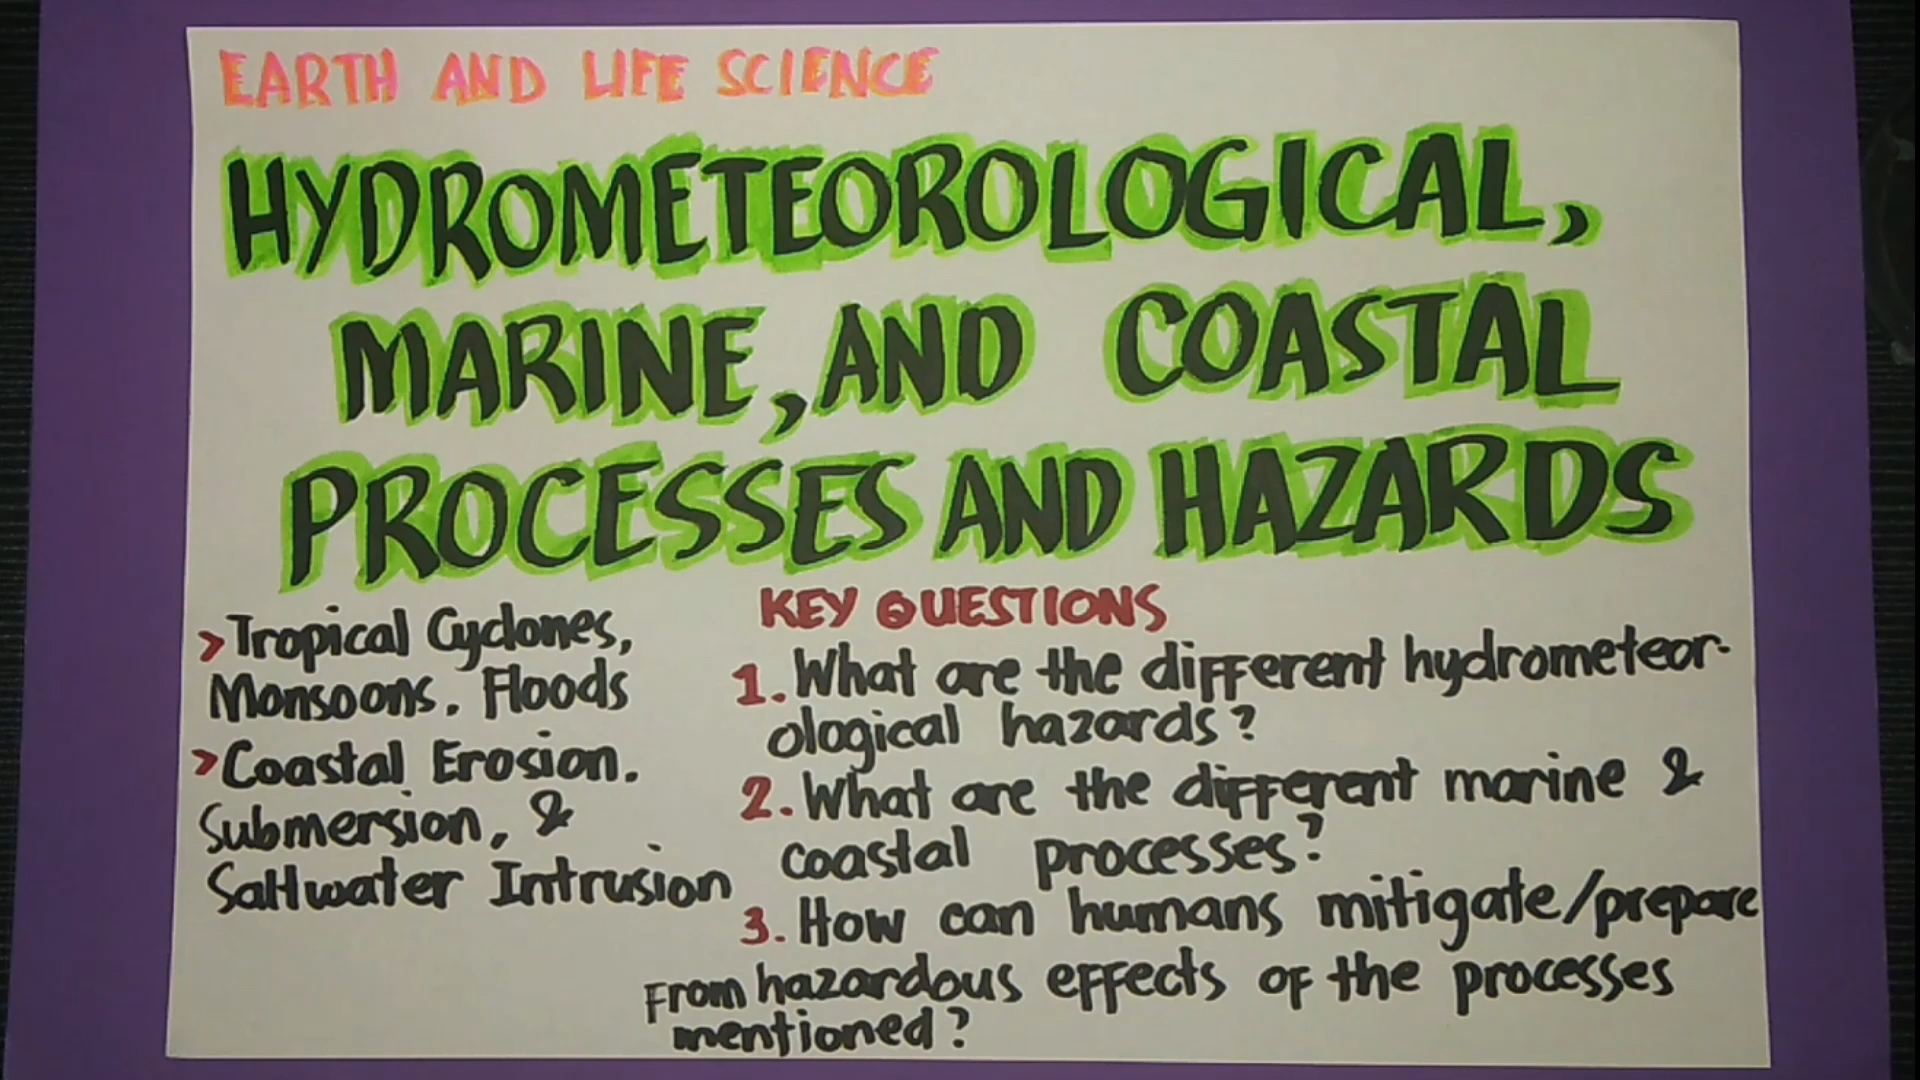 EARTH AND LIFE SCIENCE
HYDROMETEOROLOGICAL,
MARINE, AND COASTAL
PROCESSES AND HAZARDS
> Tropical Cyclones,
Monsoons. Floods
> Coastal Erosion.
Submersion, &
Saltwater Intrusion
KEY QUESTIONS
1. What are the different hydrometeor-
ological hazards?
2. What are the different marine &
coastal processes?
3. How can humans mitigate/prepare
From hazardous effects of the processes
mentioned?